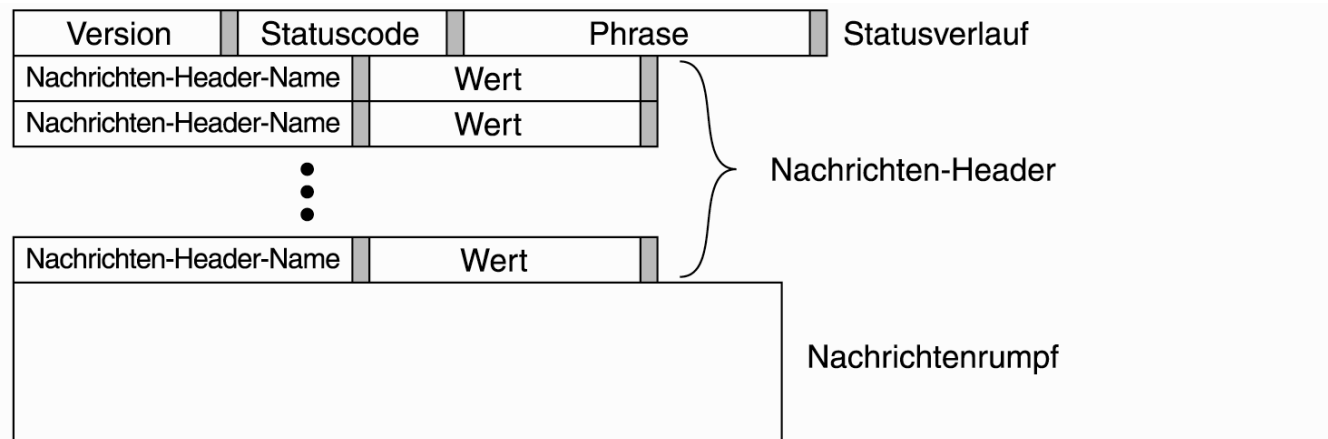 Version Statuscode Phrase Statusverlauf
Nachrichten-Header-Name Wert
Nachrichten-Header-Name Wert
Nachrichten-Header
Nachrichten-Header-Name Wert
Nachrichtenrumpf